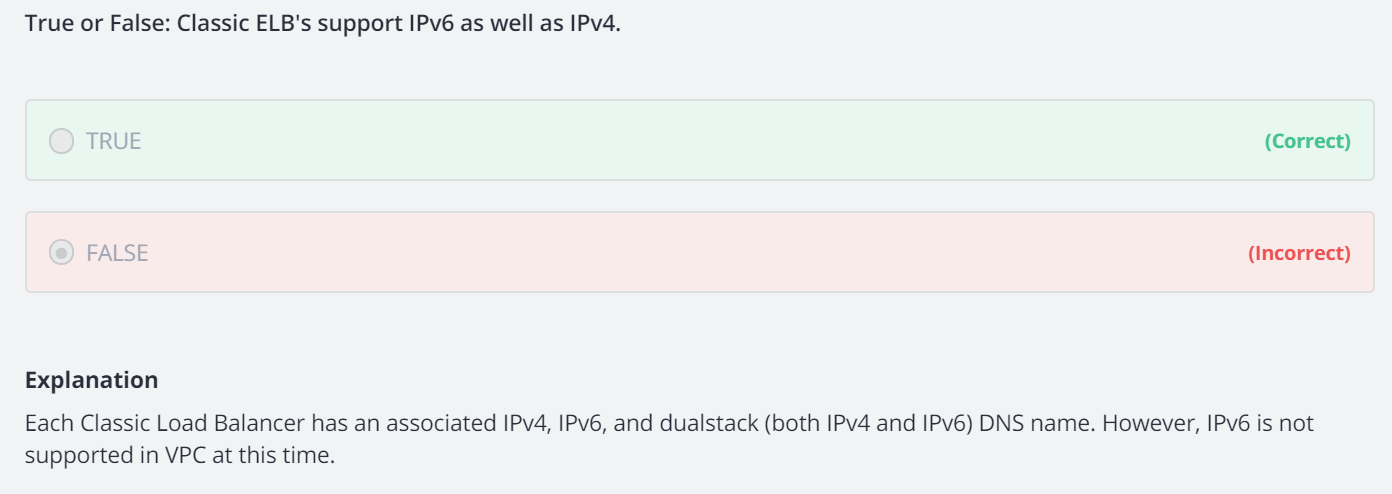 True or False: Classic ELB's support IPv6 as well as IPv4.
TRUE (Correct)
FALSE (Incorrect)
Explanation
Each Classic Load Balancer has an associated IPv4, IPv6, and dualstack (both IPv4 and IPv6) DNS name. However, IPv6 is not
supported in VPC at this time.